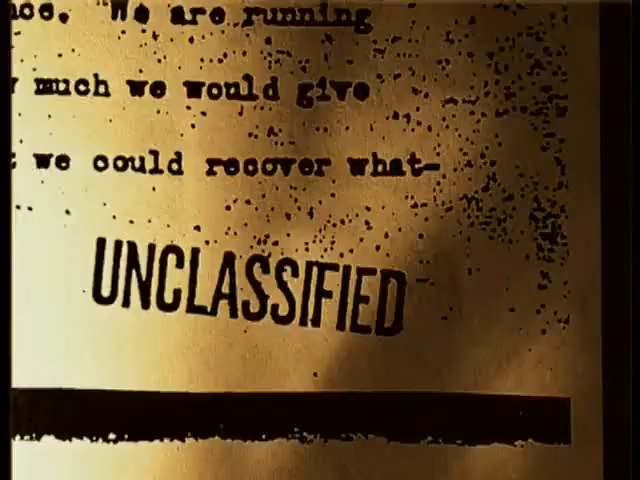 "We are running
much we would give
we could recover what-
UNCLASSIFIED